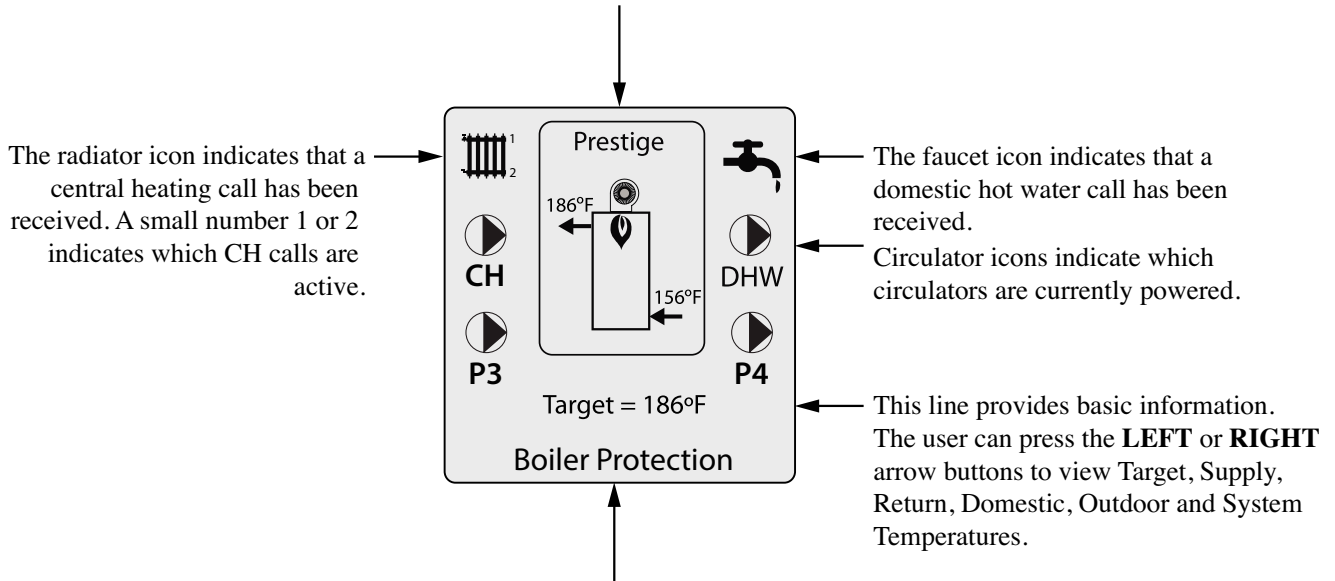 The radiator icon indicates that a
central heating call has been
received. A small number 1 or 2
indicates which CH calls are
active.
1
2
Prestige
186ºF
156ºF
CH
DHW
P3
P4
Target = 186ºF
Boiler Protection
The faucet icon indicates that a
domestic hot water call has been
received.
Circulator icons indicate which
circulators are currently powered.
This line provides basic information.
The user can press the LEFT or RIGHT
arrow buttons to view Target, Supply,
Return, Domestic, Outdoor and System
Temperatures.